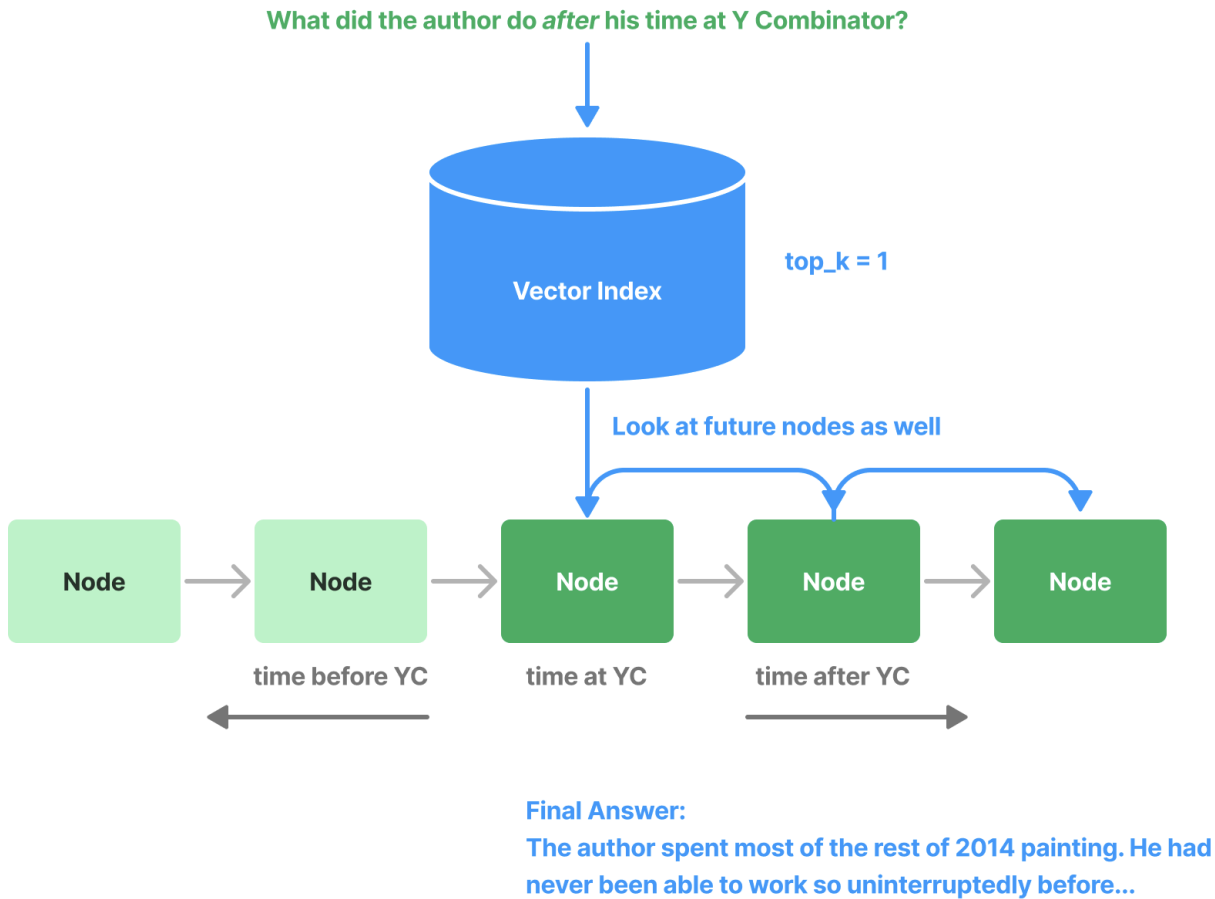 What did the author do after his time at Y Combinator?
Vector Index
top_k = 1
Look at future nodes as well
Node
Node
Node
Node
Node
time before YC
time at YC
time after YC
Final Answer:
The author spent most of the rest of 2014 painting. He had
never been able to work so uninterruptedly before...